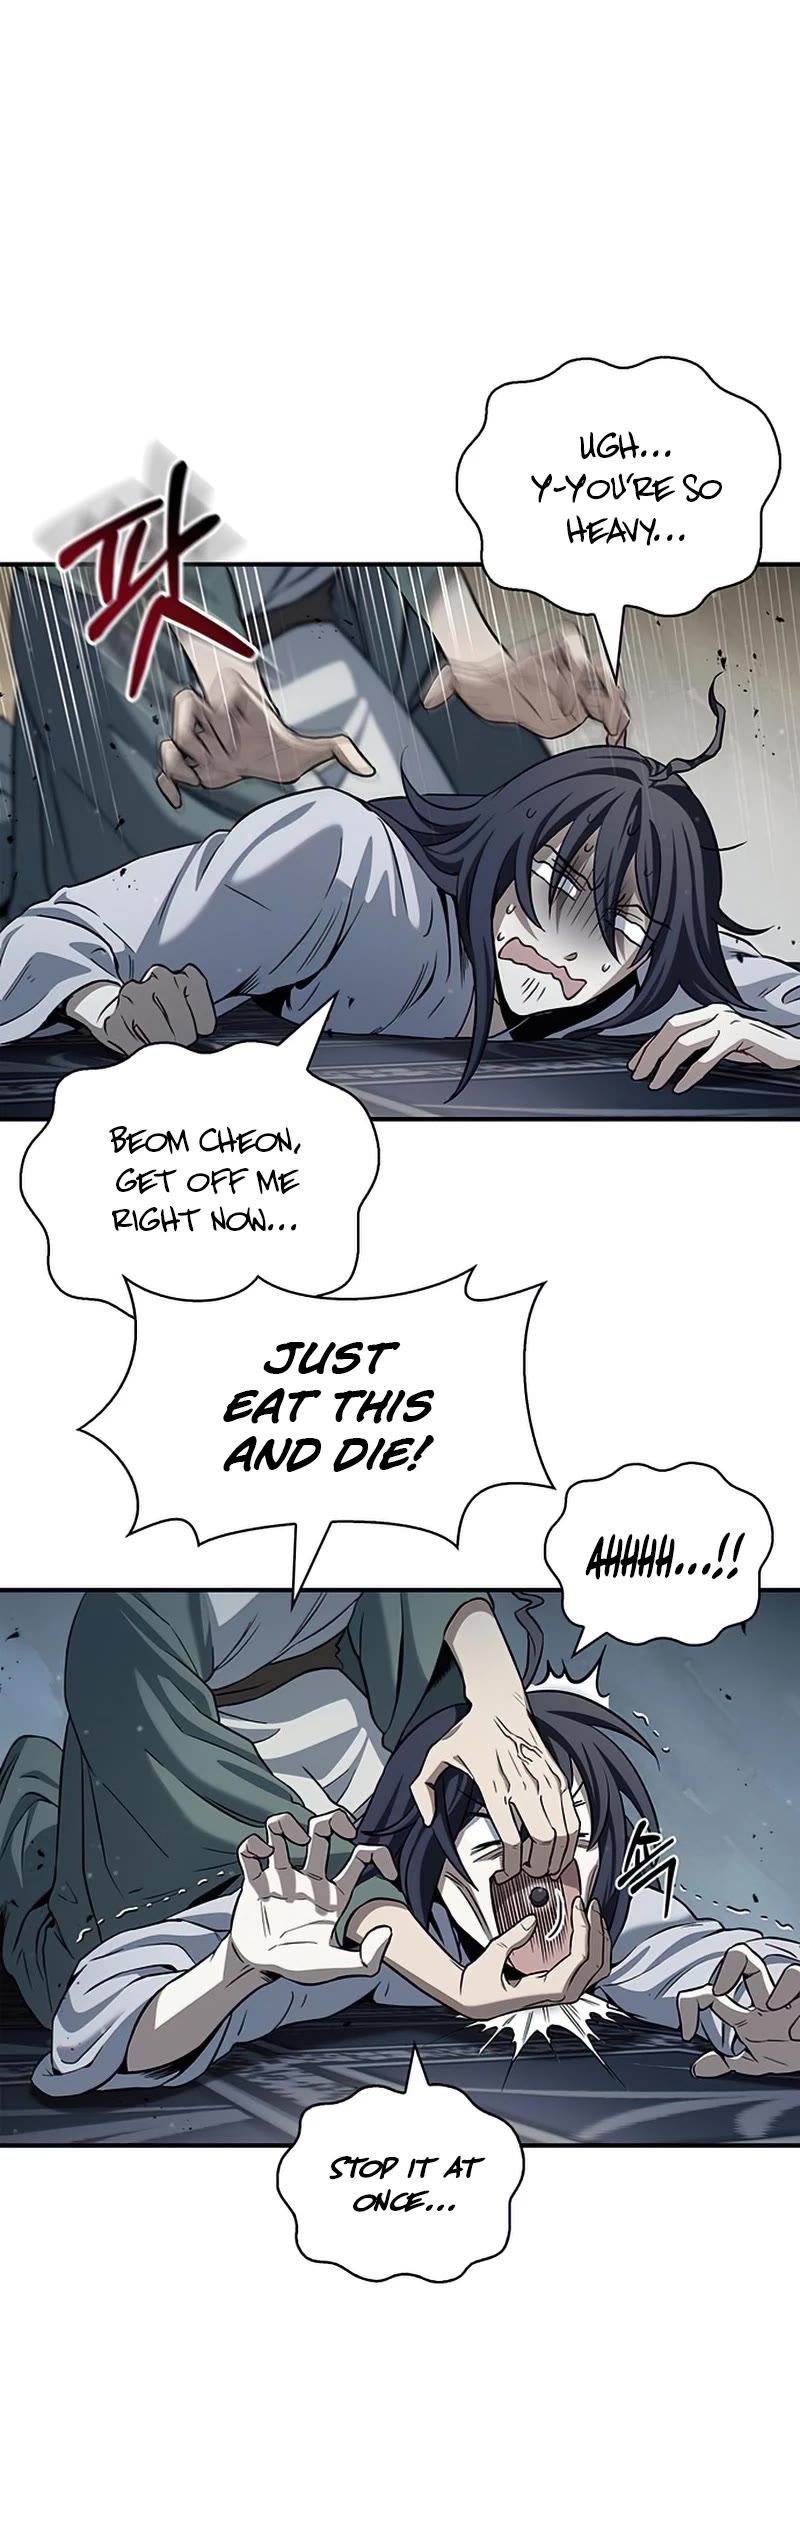 UGH...
Y-YOU'RE SO
HEAVY...
팟
BEOM CHEON,
GET OFF ME
RIGHT NOW...
JUST
EAT THIS
AND DIE!
AHHHH...!!
STOP IT AT
ONCE...